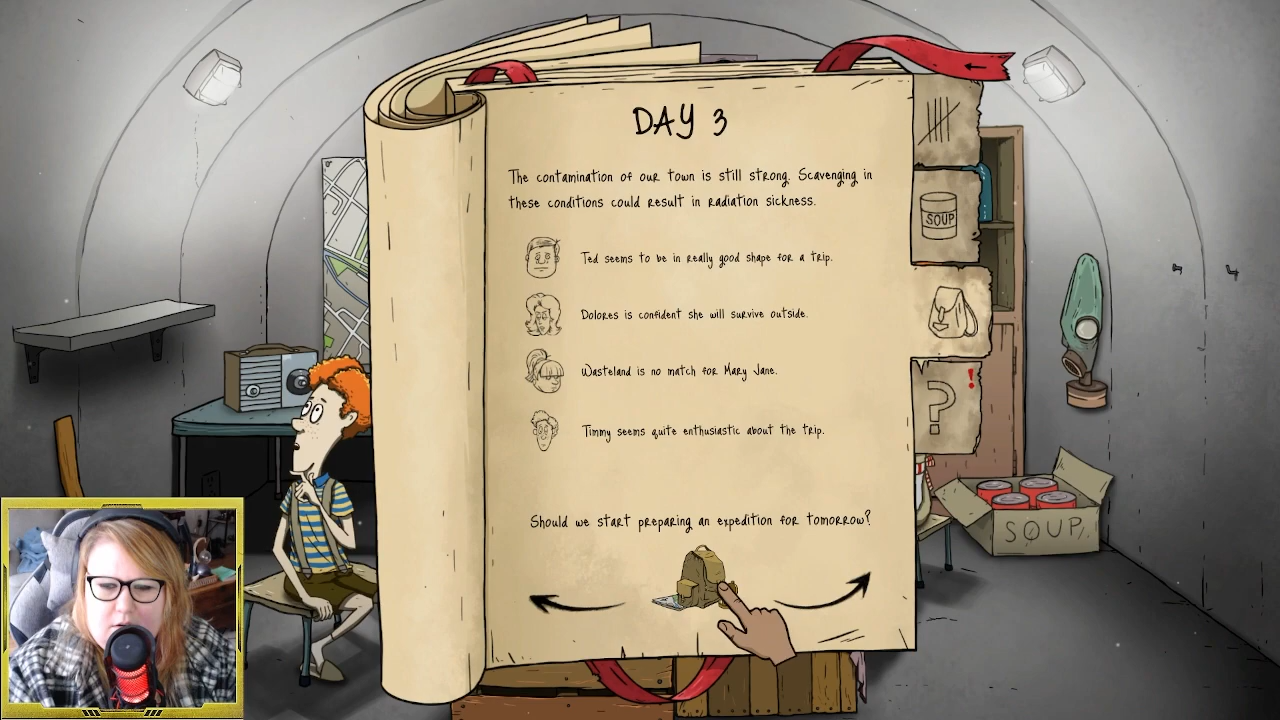 DAY 3
The contamination of our town is still strong. Scavenging in
these conditions could result in radiation sickness.
SOUP
Ted seems to be in really good shape for a trip.
Dolores is confident she will survive outside.
Wasteland is no match for Mary Jane.
?
!
Timmy seems quite enthusiastic about the trip.
Should we start preparing an expedition for tomorrow?
SOUP